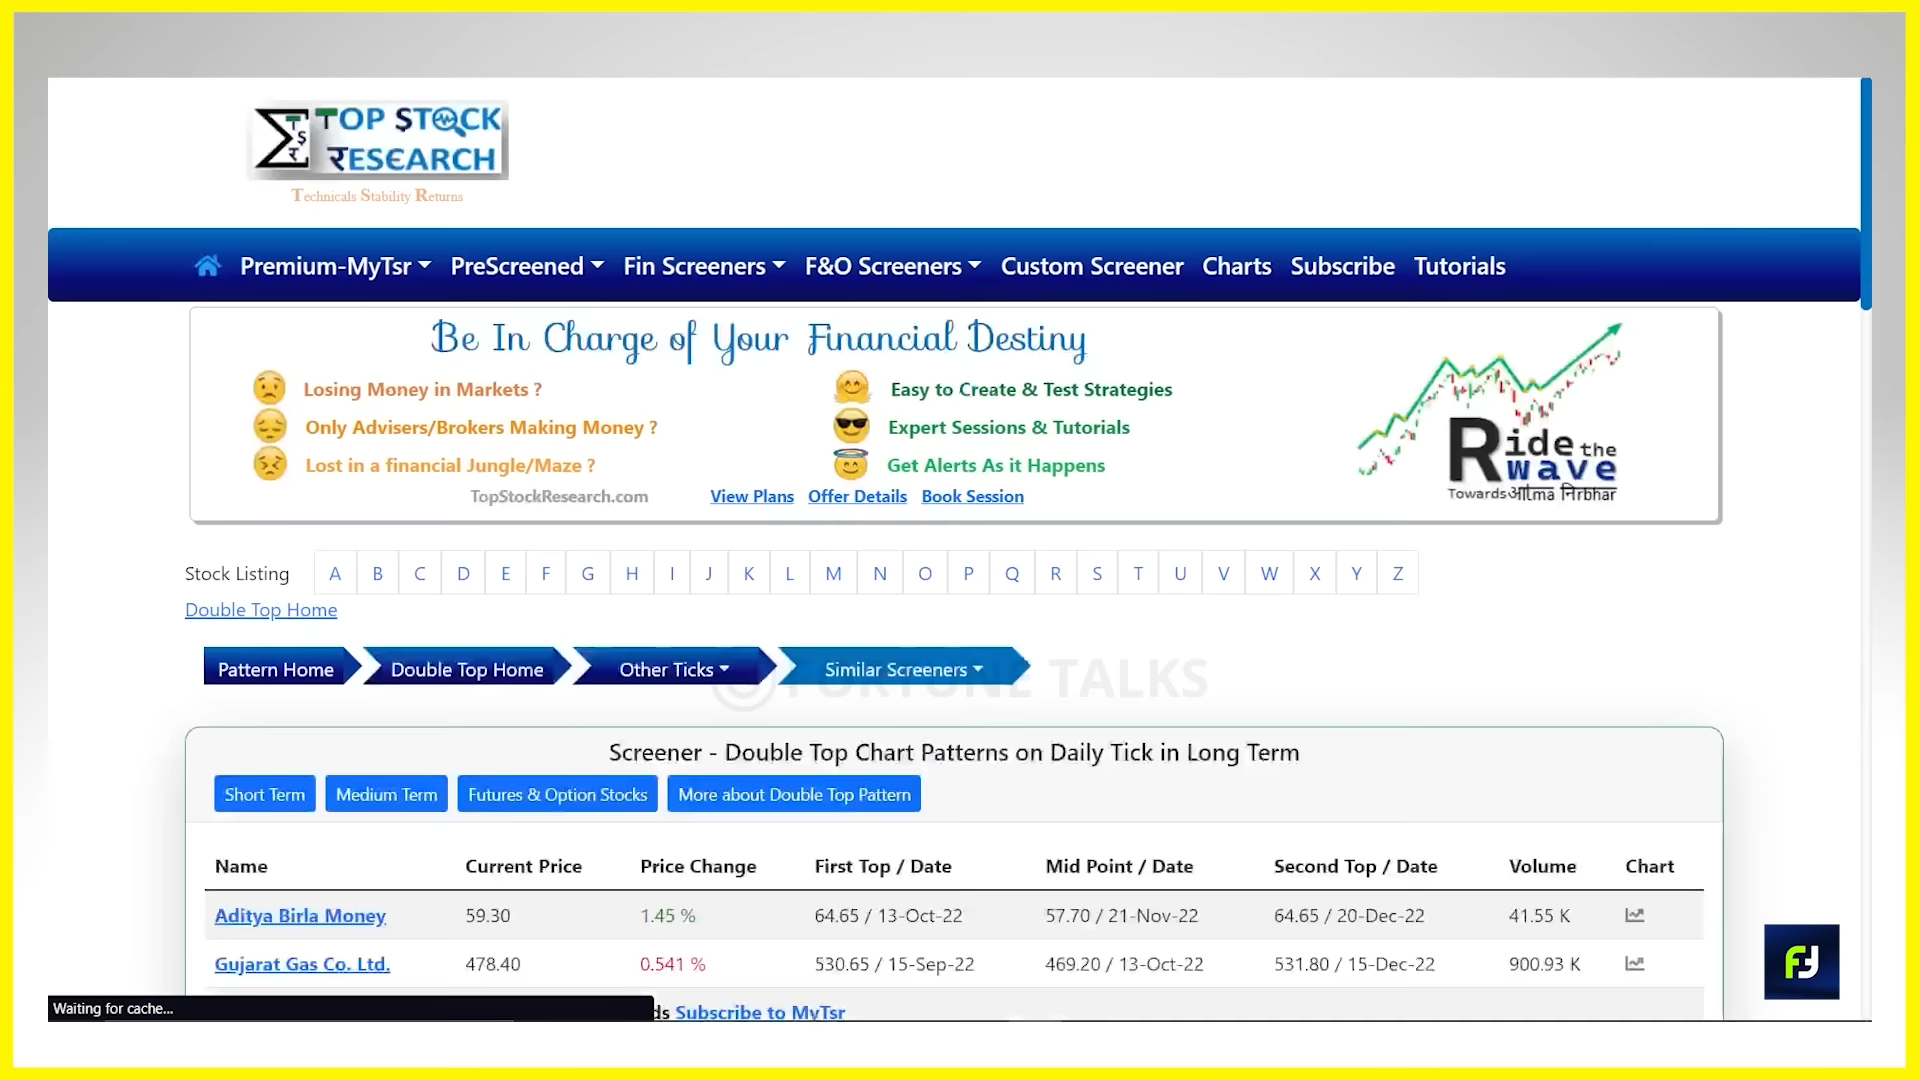 TOP STOCK
RESEARCH
Technicals Stability Returns
Premium-MyTsr PreScreened Fin Screeners F&O Screeners Custom Screener Charts Subscribe Tutorials
Be In Charge of Your Financial Destiny
Losing Money in Markets ? Easy to Create & Test Strategies
Only Advisers/Brokers Making Money ? Expert Sessions & Tutorials
Lost in a financial Jungle/Maze ? Get Alerts As it Happens
TopStockResearch.com View Plans Offer Details Book Session
Ride the
wave
Towards आत्मा निरभार
Stock Listing A B C D E F G H I J K L M N O P Q R S T U V W X Y Z
Double Top Home
Pattern Home Double Top Home Other Ticks Similar Screeners
© FORTUNE TALKS
Screener - Double Top Chart Patterns on Daily Tick in Long Term
Short Term Medium Term Futures & Option Stocks More about Double Top Pattern
Name Current Price Price Change First Top / Date Mid Point / Date Second Top / Date Volume Chart
Aditya Birla Money 59.30 1.45 % 64.65 / 13-Oct-22 57.70 / 21-Nov-22 64.65 / 20-Dec-22 41.55 K
Gujarat Gas Co. Ltd. 478.40 0.541 % 530.65 / 15-Sep-22 469.20 / 13-Oct-22 531.80 / 15-Dec-22 900.93 K
Waiting for cache... ds Subscribe to MyTsr